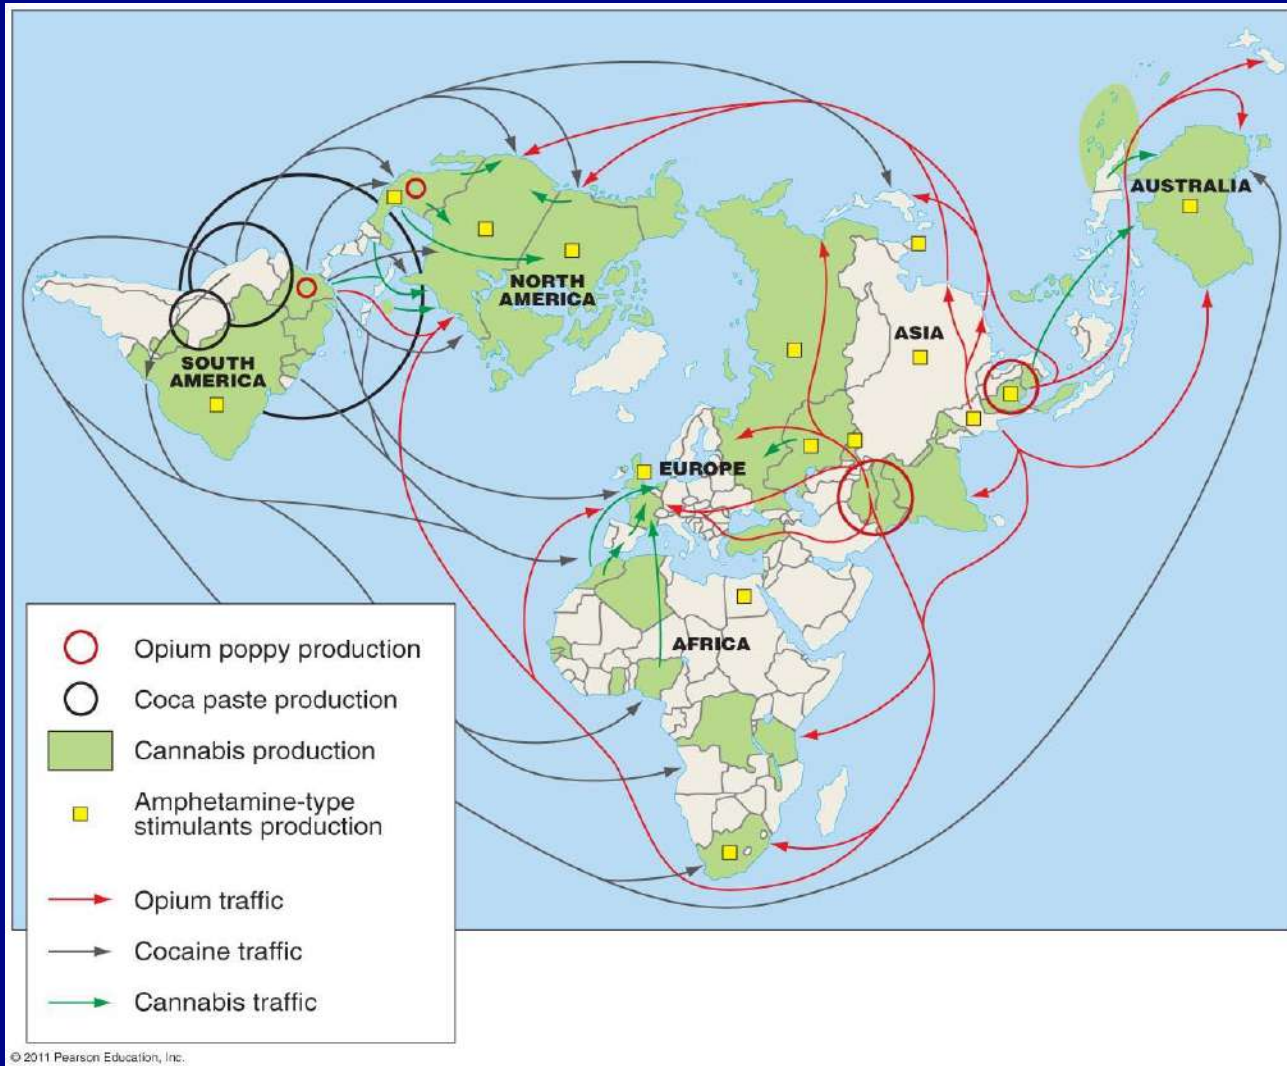 AUSTRALIA
NORTH
AMERICA
ASIA
SOUTH
AMERICA
EUROPE
AFRICA
Opium poppy production
Coca paste production
Cannabis production
Amphetamine-type
stimulants production
Opium traffic
Cocaine traffic
Cannabis traffic
© 2011 Pearson Education, Inc.